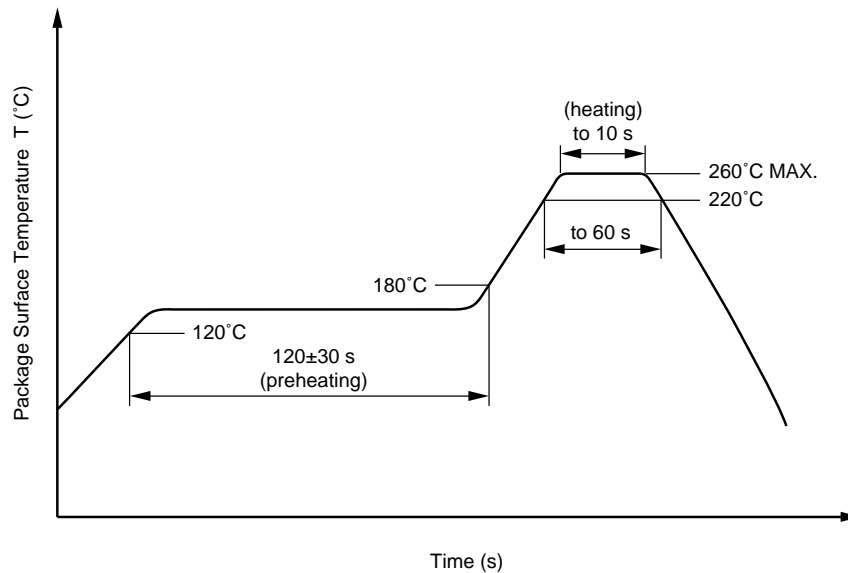 Package Surface Temperature T (˚C)
(heating)
to 10 s
260˚C MAX.
220˚C
to 60 s
180˚C
120˚C
120±30 s
(preheating)
Time (s)